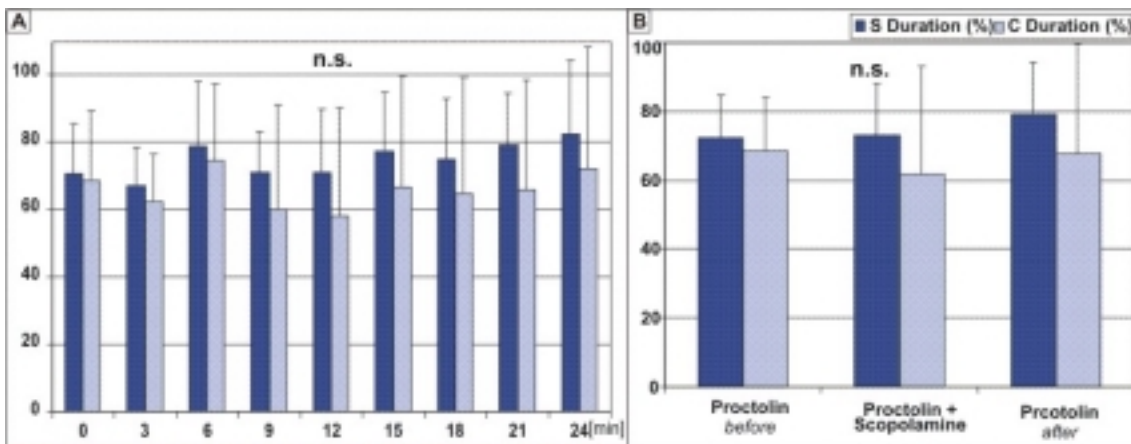 A
n.s.
100
80
60
40
20
0
0 3 6 9 12 15 18 21 24[min]
B
S Duration (%) C Duration (%)
n.s.
100
80
60
40
20
0
Proctolin Proctolin + Prcotolin
before Scopolamine after